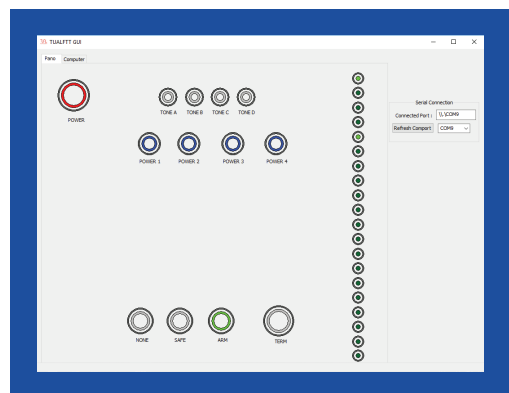 TUALFTT GUI
Pano Computer
Serial Connection
Connected Port : \\.\COM9
Refresh Comport COM9
POWER
TONE A TONE B TONE C TONE D
POWER 1 POWER 2 POWER 3 POWER 4
NONE SAFE ARM TERM